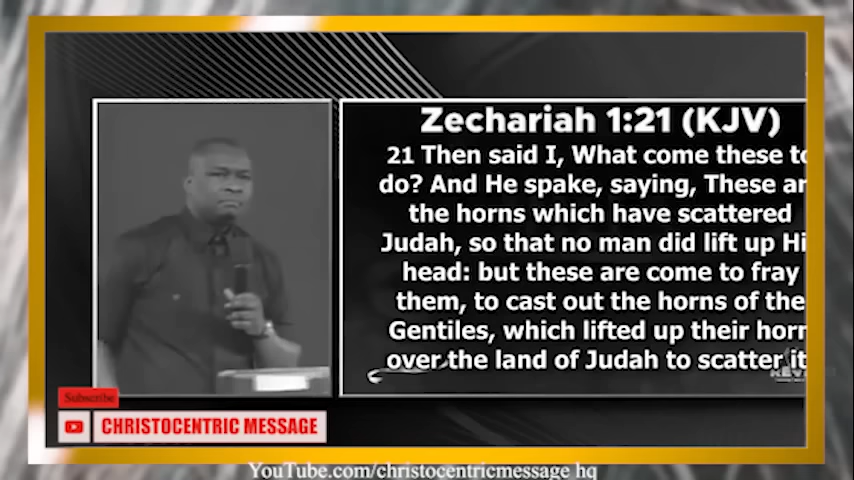 Zechariah 1:21 (KJV)
21 Then said I, What come these to
do? And He spake, saying, These ar
the horns which have scattered
Judah, so that no man did lift up Hi
head: but these are come to fray
them, to cast out the horns of the
Gentiles, which lifted up their horn
over the land of Judah to scatter it
Subscribe
CHRISTOCENTRIC MESSAGE
YouTube.com/christocentricmessage hq